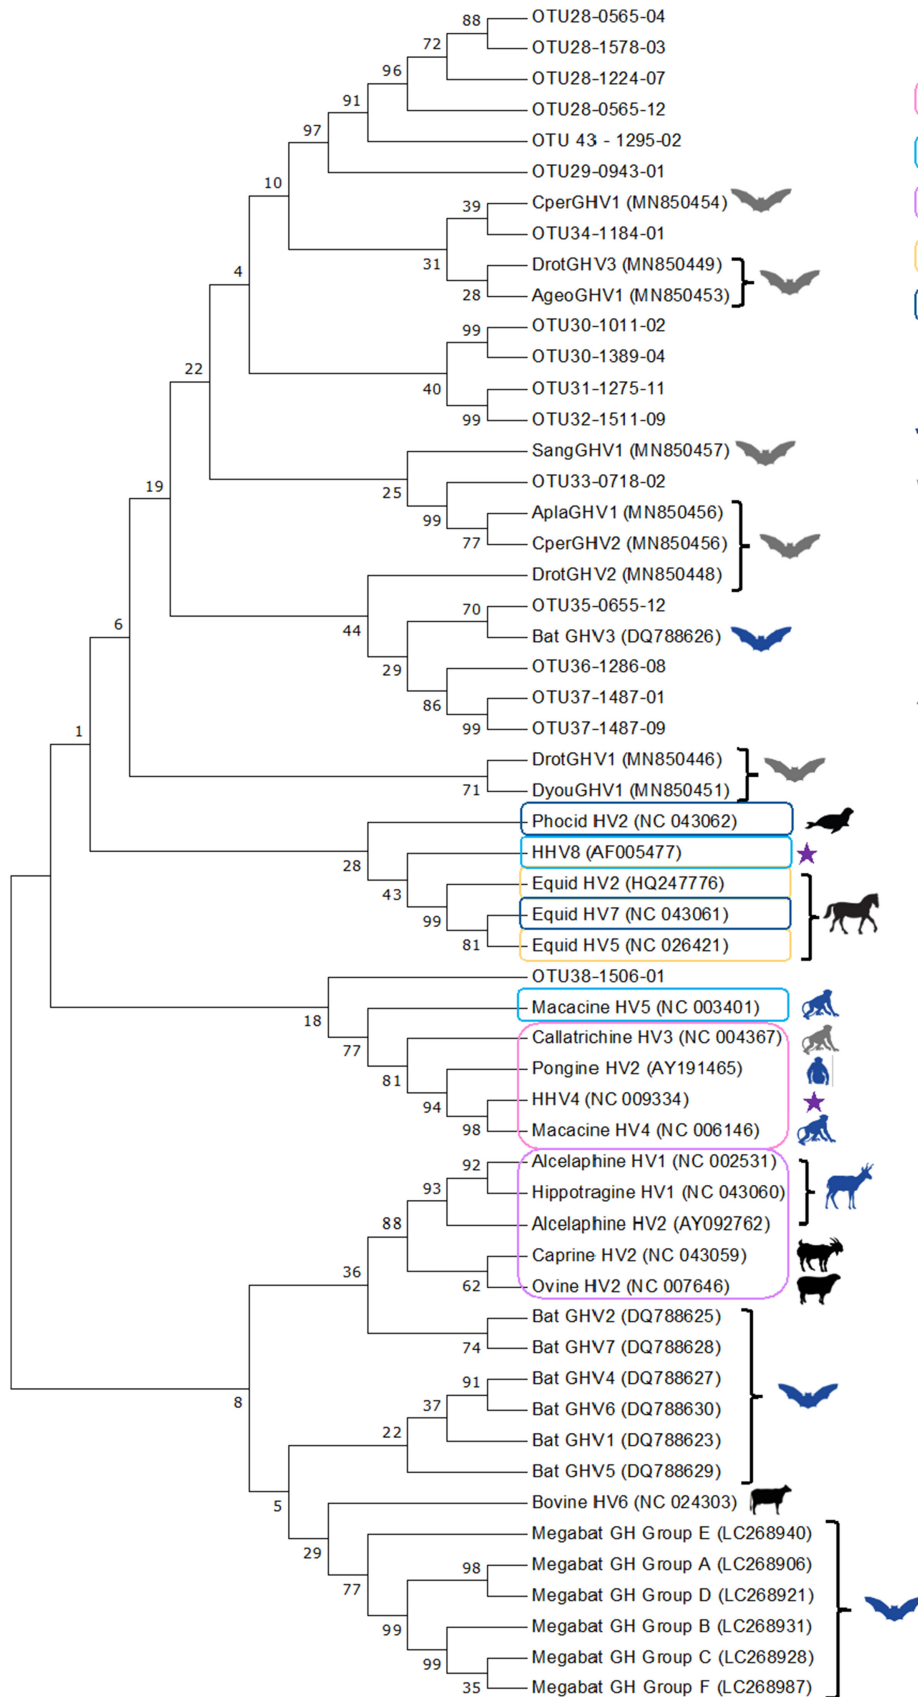 OTU28-0565-04
88
OTU28-1578-03
72
OTU28-1224-07
96
OTU28-0565-12
91
OTU 43 - 1295-02
97
OTU29-0943-01
10
CperGHV1 (MN850454)
39
OTU34-1184-01
31
DrotGHV3 (MN850449)
4
28
AgeoGHV1 (MN850453)
OTU30-1011-02
99
OTU30-1389-04
22
40
OTU31-1275-11
99
OTU32-1511-09
SangGHV1 (MN850457)
19
25
OTU33-0718-02
99
AplaGHV1 (MN850456)
77
CperGHV2 (MN850456)
DrotGHV2 (MN850448)
6
44
70
OTU35-0655-12
Bat GHV3 (DQ788626)
29
OTU36-1286-08
86
OTU37-1487-01
1
99
OTU37-1487-09
DrotGHV1 (MN850446)
71
DyouGHV1 (MN850451)
Phocid HV2 (NC 043062)
28
HHV8 (AF005477)
43
Equid HV2 (HQ247776)
99
Equid HV7 (NC 043061)
81
Equid HV5 (NC 026421)
OTU38-1506-01
18
Macacine HV5 (NC 003401)
77
Callatrichine HV3 (NC 004367)
81
Pongine HV2 (AY191465)
94
HHV4 (NC 009334)
98
Macacine HV4 (NC 006146)
92
Alcelaphine HV1 (NC 002531)
93
Hippotragine HV1 (NC 043060)
88
Alcelaphine HV2 (AY092762)
36
Caprine HV2 (NC 043059)
62
Ovine HV2 (NC 007646)
Bat GHV2 (DQ788625)
74
Bat GHV7 (DQ788628)
8
91
Bat GHV4 (DQ788627)
37
Bat GHV6 (DQ788630)
22
Bat GHV1 (DQ788623)
Bat GHV5 (DQ788629)
5
Bovine HV6 (NC 024303)
29
Megabat GH Group E (LC268940)
77
98
Megabat GH Group A (LC268906)
Megabat GH Group D (LC268921)
99
Megabat GH Group B (LC268931)
99
Megabat GH Group C (LC268928)
35
Megabat GH Group F (LC268987)